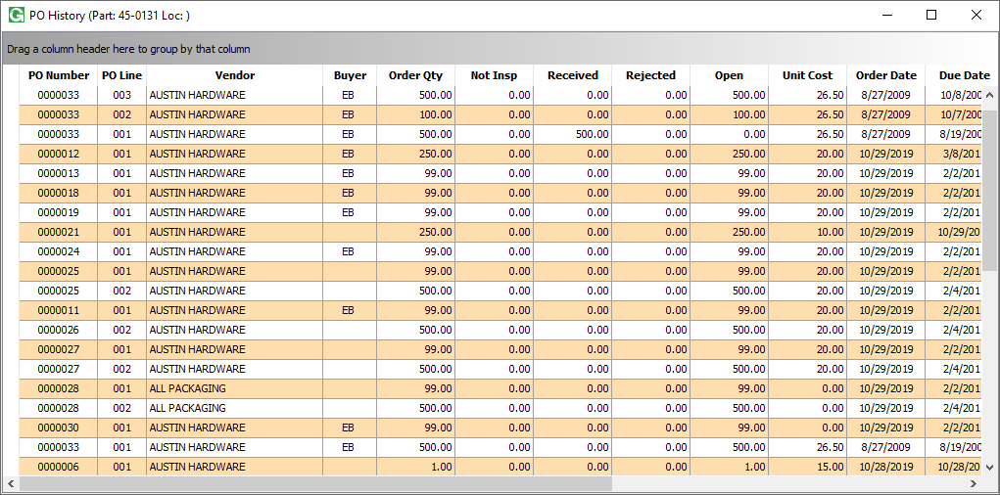 G PO History (Part: 45-0131 Loc: )
Drag a column header here to group by that column
PO Number PO Line Vendor Buyer Order Qty Not Insp Received Rejected Open Unit Cost Order Date Due Date
0000033 003 AUSTIN HARDWARE EB 500.00 0.00 0.00 0.00 500.00 26.50 8/27/2009 10/8/200
0000033 002 AUSTIN HARDWARE EB 100.00 0.00 0.00 0.00 100.00 26.50 8/27/2009 10/7/200
0000033 001 AUSTIN HARDWARE EB 500.00 0.00 500.00 0.00 0.00 26.50 8/27/2009 8/19/200
0000012 001 AUSTIN HARDWARE EB 250.00 0.00 0.00 0.00 250.00 20.00 10/29/2019 3/8/201
0000013 001 AUSTIN HARDWARE EB 99.00 0.00 0.00 0.00 99.00 20.00 10/29/2019 2/2/201
0000018 001 AUSTIN HARDWARE EB 99.00 0.00 0.00 0.00 99.00 20.00 10/29/2019 2/2/201
0000019 001 AUSTIN HARDWARE EB 99.00 0.00 0.00 0.00 99.00 20.00 10/29/2019 2/2/201
0000021 001 AUSTIN HARDWARE 250.00 0.00 0.00 0.00 250.00 10.00 10/29/2019 10/29/20
0000024 001 AUSTIN HARDWARE EB 99.00 0.00 0.00 0.00 99.00 20.00 10/29/2019 2/2/201
0000025 001 AUSTIN HARDWARE 99.00 0.00 0.00 0.00 99.00 20.00 10/29/2019 2/2/201
0000025 002 AUSTIN HARDWARE 500.00 0.00 0.00 0.00 500.00 20.00 10/29/2019 2/4/201
0000011 001 AUSTIN HARDWARE EB 99.00 0.00 0.00 0.00 99.00 20.00 10/29/2019 2/2/201
0000026 002 AUSTIN HARDWARE 500.00 0.00 0.00 0.00 500.00 20.00 10/29/2019 2/4/201
0000027 001 AUSTIN HARDWARE 99.00 0.00 0.00 0.00 99.00 20.00 10/29/2019 2/2/201
0000027 002 AUSTIN HARDWARE 500.00 0.00 0.00 0.00 500.00 20.00 10/29/2019 2/4/201
0000028 001 ALL PACKAGING 99.00 0.00 0.00 0.00 99.00 0.00 10/29/2019 2/2/201
0000028 002 ALL PACKAGING 500.00 0.00 0.00 0.00 500.00 0.00 10/29/2019 2/4/201
0000030 001 AUSTIN HARDWARE EB 99.00 0.00 0.00 0.00 99.00 0.00 10/29/2019 2/2/201
0000033 001 AUSTIN HARDWARE EB 500.00 0.00 0.00 0.00 500.00 26.50 8/27/2009 8/19/200
0000006 001 AUSTIN HARDWARE 1.00 0.00 0.00 0.00 1.00 15.00 10/28/2019 10/28/20